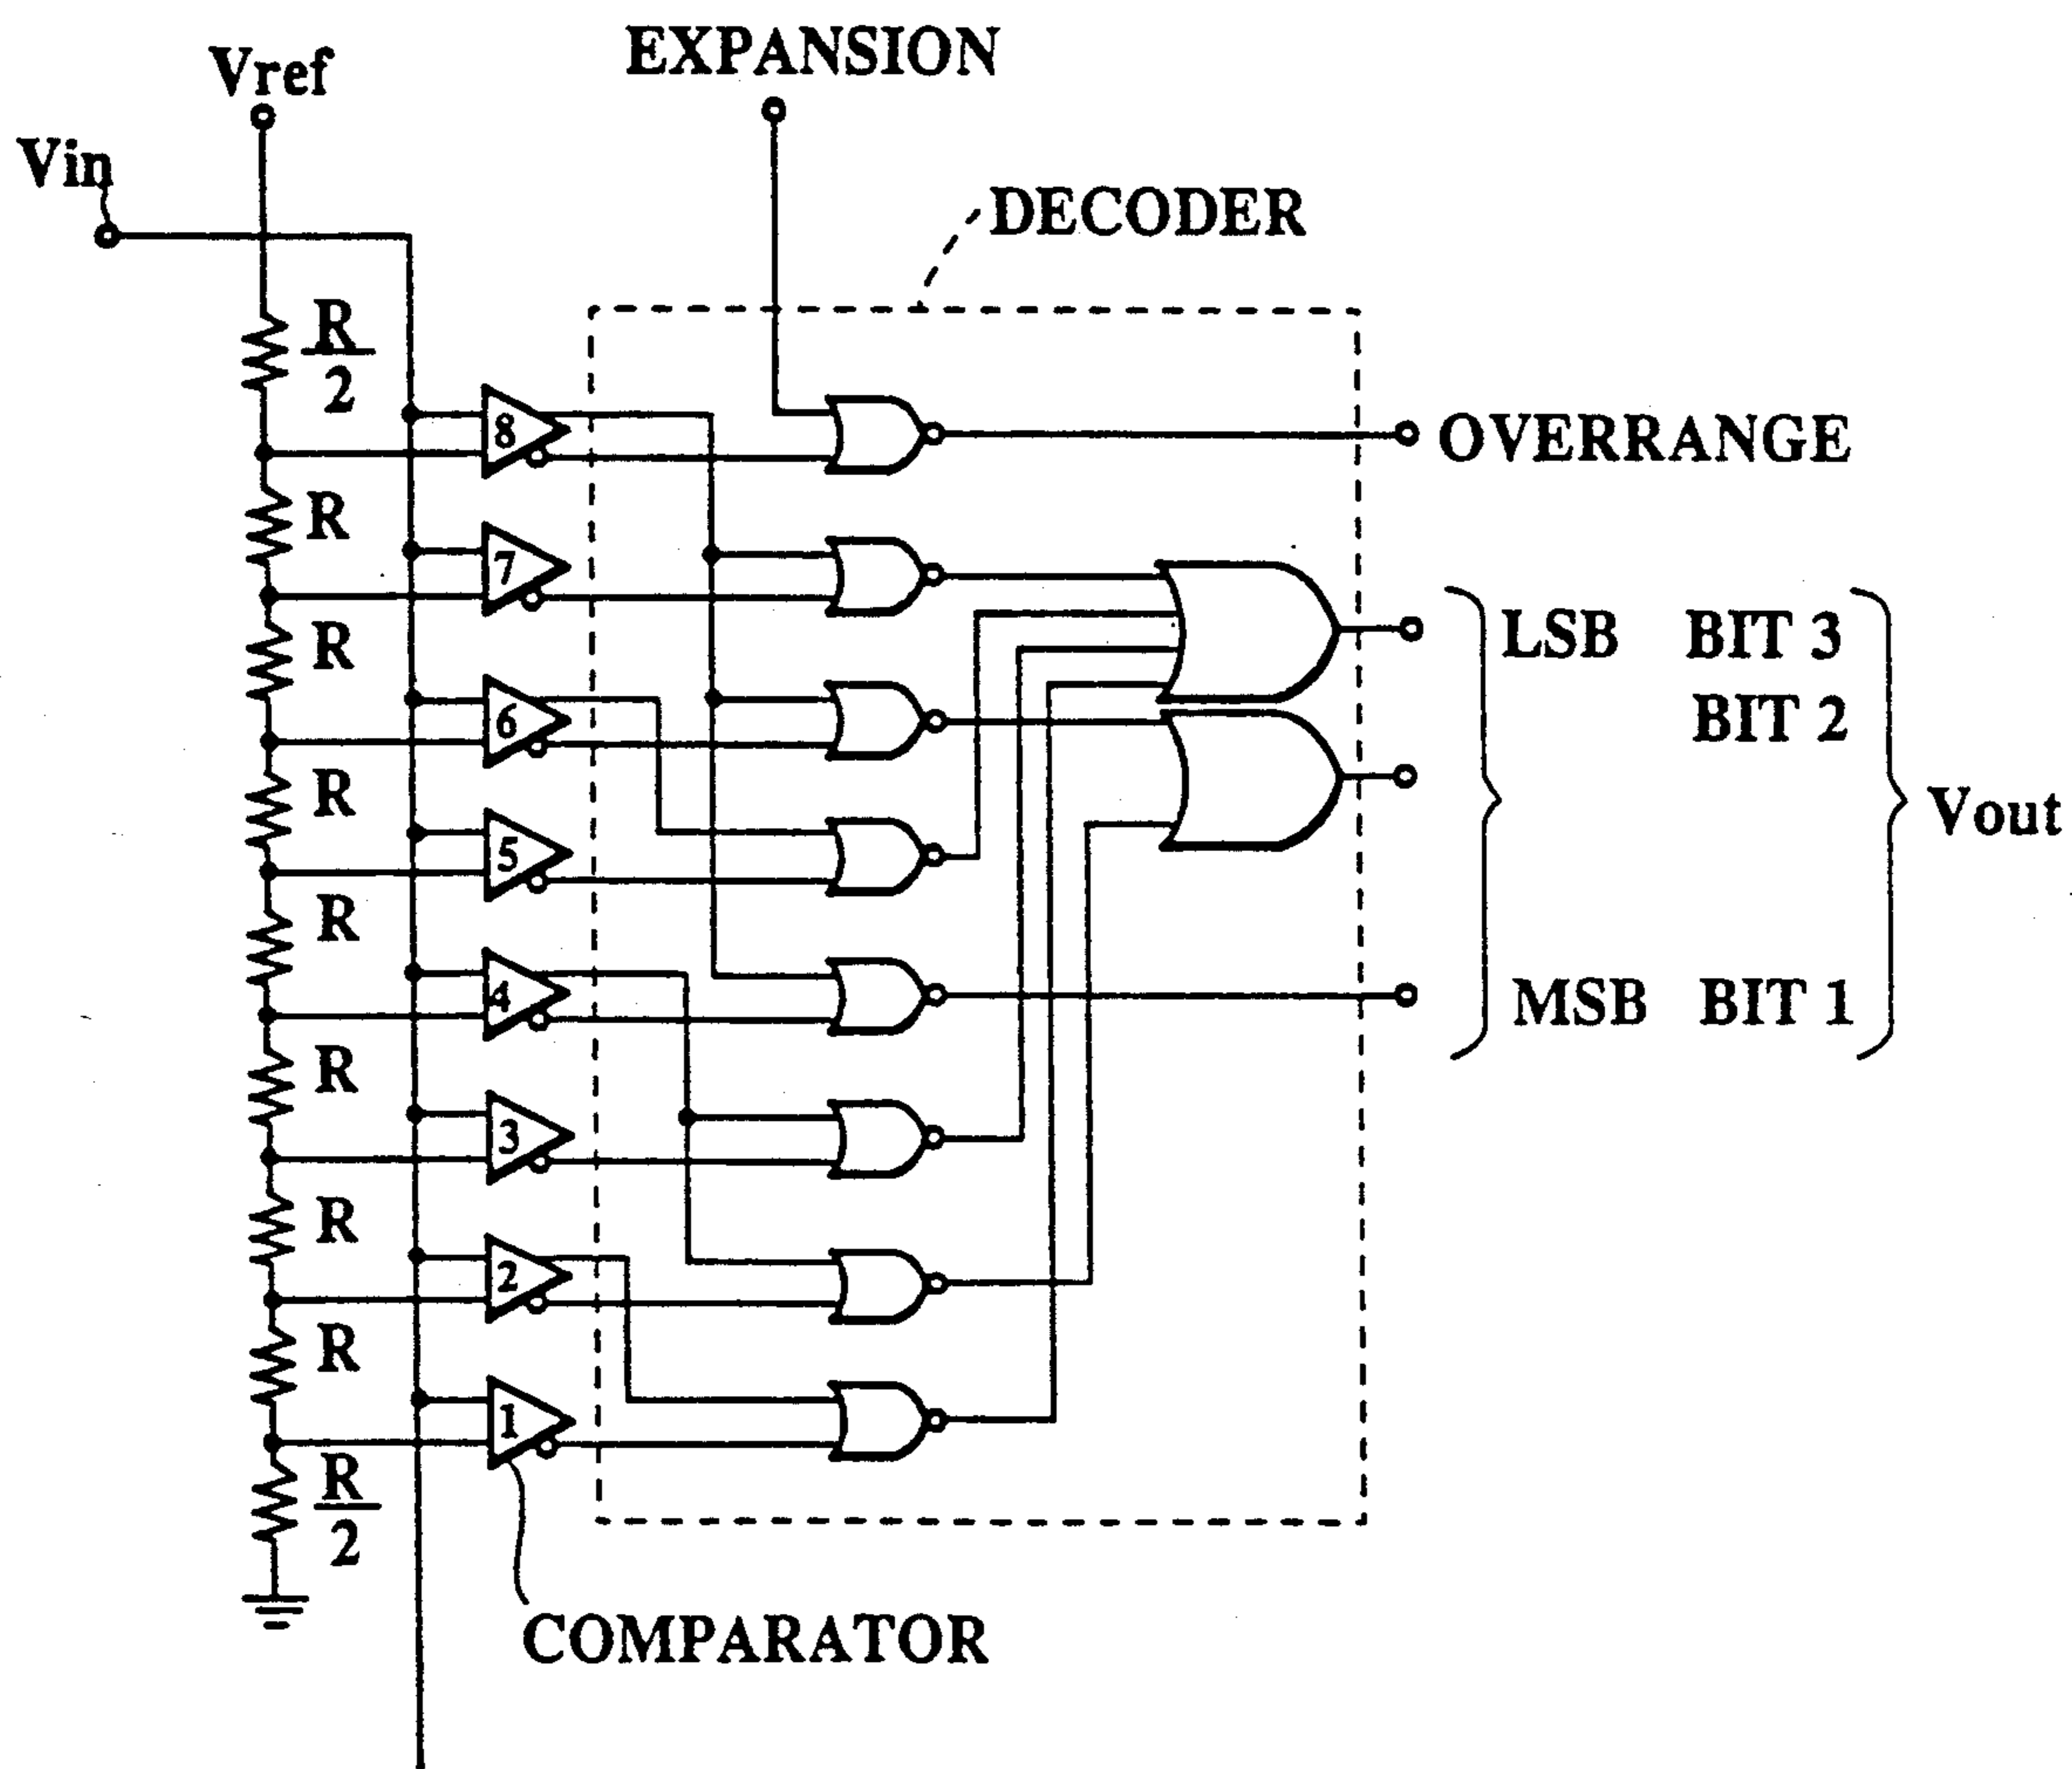 EXPANSION
Vref
Vin
DECODER
R
2
8
OVERRANGE
R
7
R
LSB BIT 3
6
BIT 2
R
5
Vout
R
4
MSB BIT 1
R
3
R
2
R
1
R
2
COMPARATOR